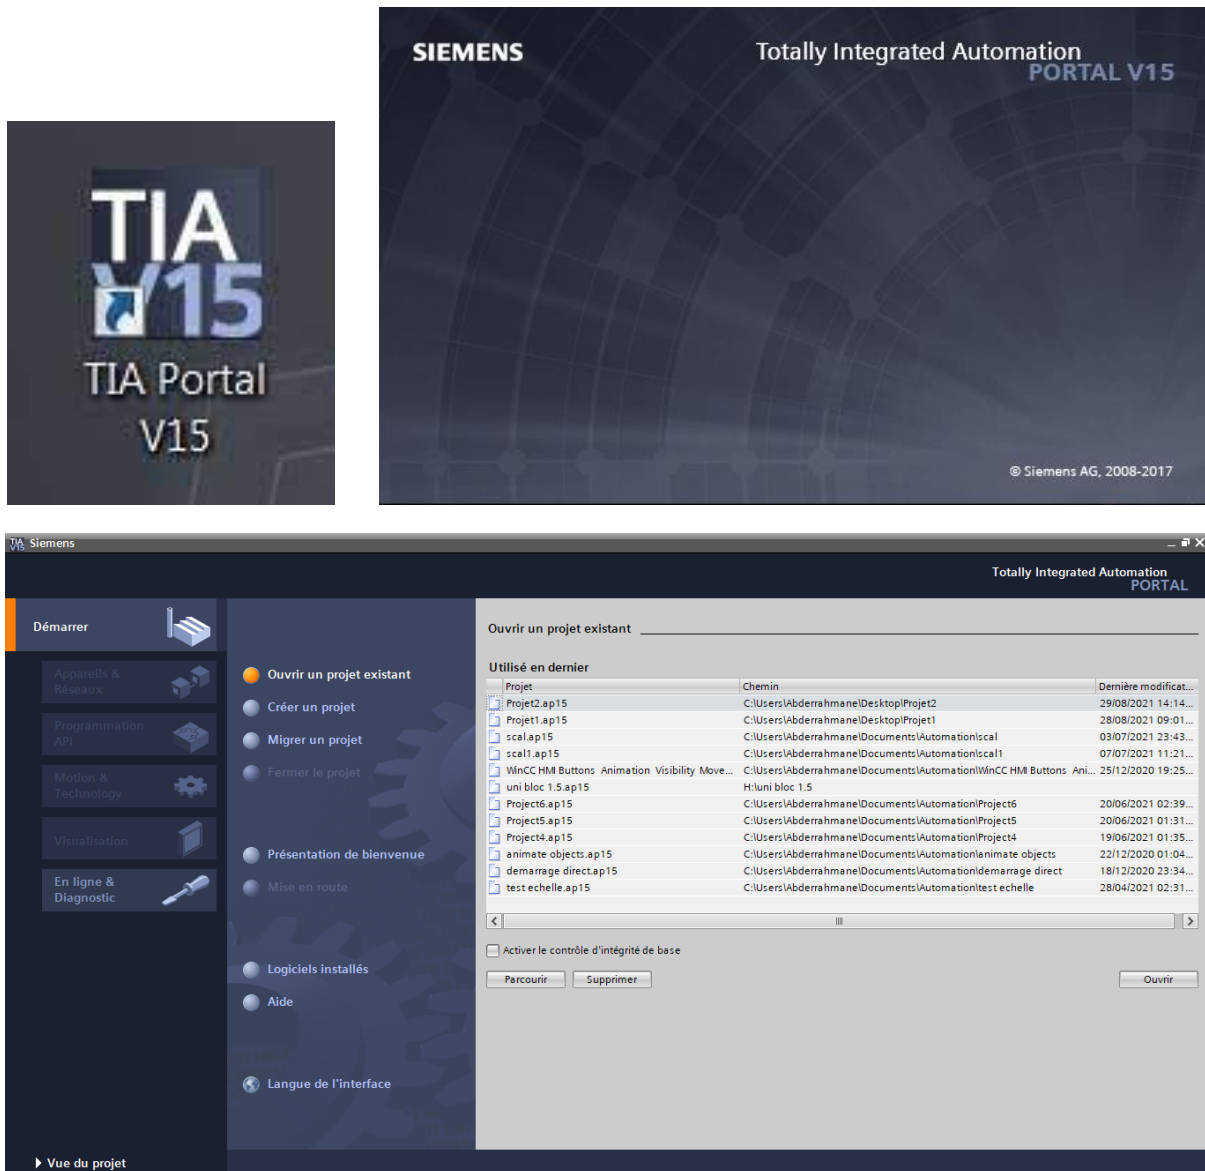 SIEMENS
Totally Integrated Automation
PORTAL V15
TIA
V15
TIA Portal
V15
© Siemens AG, 2008-2017
TIA
V15
Siemens
Totally Integrated Automation
PORTAL
Démarrer
Appareils &
Réseaux
Programmation
API
Motion &
Technology
Visualisation
En ligne &
Diagnostic
Vue du projet
Ouvrir un projet existant
Créer un projet
Migrer un projet
Fermer le projet
Présentation de bienvenue
Mise en route
Logiciels installés
Aide
Langue de l'interface
Ouvrir un projet existant
Utilisé en dernier
Projet Chemin Dernière modificat...
Projet2.ap15 C:\Users\Abderrahmane\Desktop\Projet2 29/08/2021 14:14...
Projet1.ap15 C:\Users\Abderrahmane\Desktop\Projet1 28/08/2021 09:01...
scal.ap15 C:\Users\Abderrahmane\Documents\Automation\scal 03/07/2021 23:43...
scal1.ap15 C:\Users\Abderrahmane\Documents\Automation\scal1 07/07/2021 11:21...
WinCC HMI Buttons Animation Visibility Move... C:\Users\Abderrahmane\Documents\Automation\WinCC HMI Buttons Ani... 25/12/2020 19:25...
uni bloc 1.5.ap15 H:\uni bloc 1.5
Project6.ap15 C:\Users\Abderrahmane\Documents\Automation\Project6 20/06/2021 02:39...
Project5.ap15 C:\Users\Abderrahmane\Documents\Automation\Project5 20/06/2021 01:31...
Project4.ap15 C:\Users\Abderrahmane\Documents\Automation\Project4 19/06/2021 01:35...
animate objects.ap15 C:\Users\Abderrahmane\Documents\Automation\animate objects 22/12/2020 01:04...
demarrage direct.ap15 C:\Users\Abderrahmane\Documents\Automation\demarrage direct 18/12/2020 23:34...
test echelle.ap15 C:\Users\Abderrahmane\Documents\Automation\test echelle 28/04/2021 02:31...
Activer le contrôle d'intégrité de base
Parcourir Supprimer Ouvrir